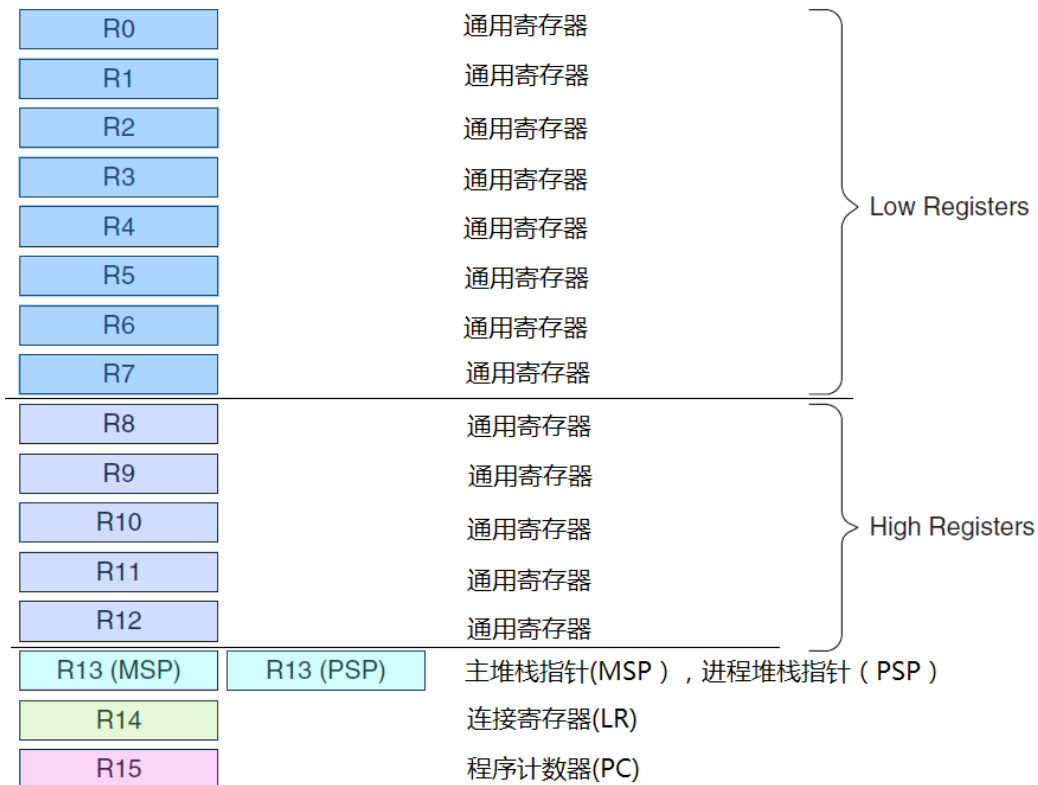 R0 通用寄存器
R1 通用寄存器
R2 通用寄存器
R3 通用寄存器
Low Registers
R4 通用寄存器
R5 通用寄存器
R6 通用寄存器
R7 通用寄存器
R8 通用寄存器
R9 通用寄存器
R10 通用寄存器
High Registers
R11 通用寄存器
R12 通用寄存器
R13 (MSP) R13 (PSP) 主堆栈指针(MSP），进程堆栈指针（PSP）
R14 连接寄存器(LR)
R15 程序计数器(PC)